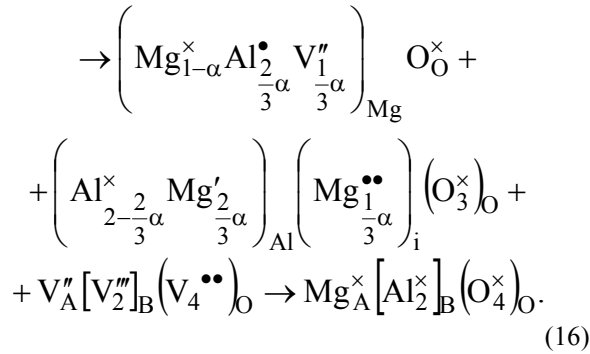 → ( Mg^×_{1−α} Al^•_{2/3 α} V″_{1/3 α} )_{Mg} O^×_O +
+ ( Al^×_{2−2/3 α} Mg′_{2/3 α} )_{Al} ( Mg^{••}_{1/3 α} )_i (O^×_3)_O +
+ V″_A [V‴_2]_B (V_4^{••})_O → Mg^×_A [Al^×_2]_B (O^×_4)_O.
(16)